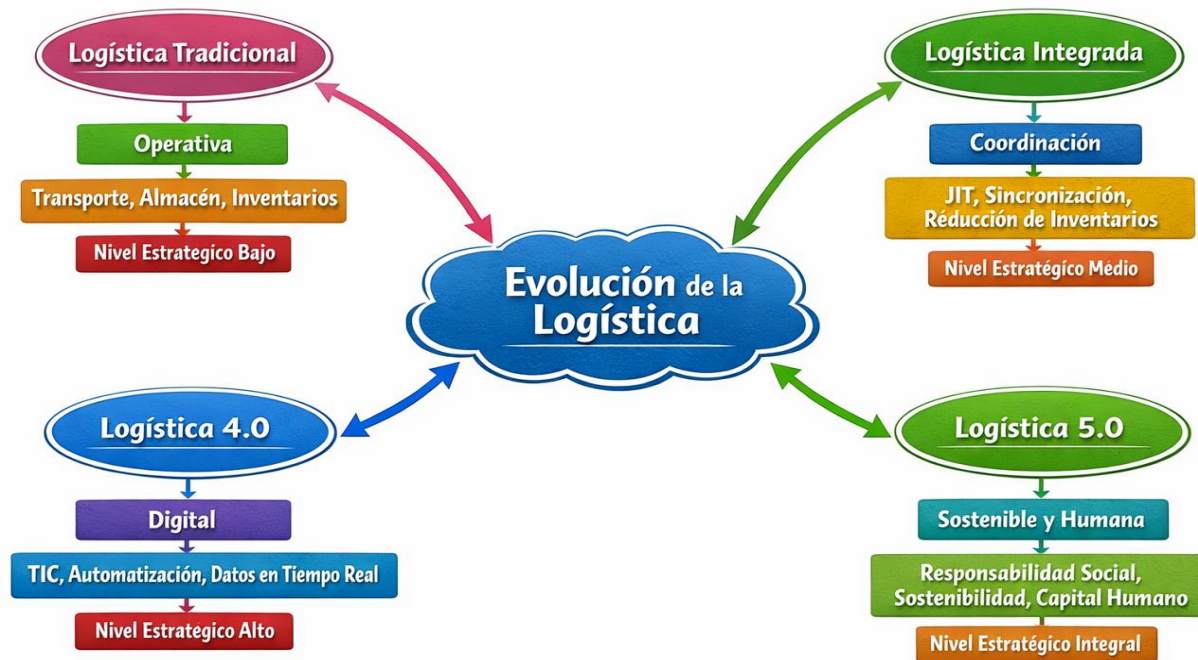 Logística Tradicional
Operativa
Transporte, Almacén, Inventarios
Nivel Estrategico Bajo
Logística Integrada
Coordinación
JIT, Sincronización,
Réducción de Inventarios
Nivel Estratégico Médio
Evolución de la
Logística
Logística 4.0
Digital
TIC, Automatización, Datos en Tiempo Real
Nivel Estratégico Alto
Logística 5.0
Sostenible y Humana
Responsabilidad Social,
Sostenibilidad, Capital Humano
Nivel Estratégico Integral